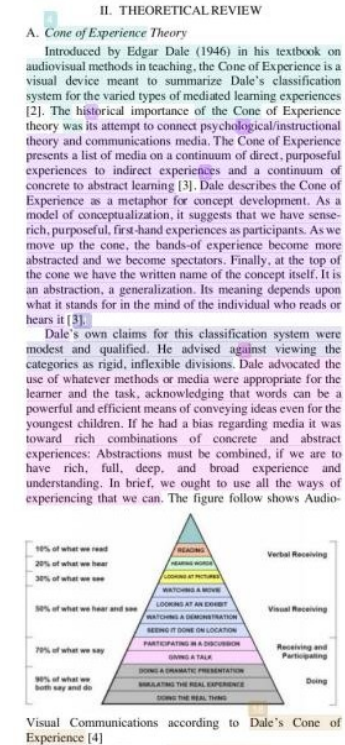 II. THEORETICAL REVIEW
A. Cone of Experience Theory
Introduced by Edgar Dale (1946) in his textbook on
audiovisual methods in teaching, the Cone of Experience is a
visual device meant to summarize Dale's classification
system for the varied types of mediated learning experiences
[2]. The historical importance of the Cone of Experience
theory was its attempt to connect psychological/instructional
theory and communications media. The Cone of Experience
presents a list of media on a continuum of direct, purposeful
experiences to indirect experiences and a continuum of
concrete to abstract learning [3]. Dale describes the Cone of
Experience as a metaphor for concept development. As a
model of conceptualization, it suggests that we have sense-
rich, purposeful, first-hand experiences as participants. As we
move up the cone, the bands-of experience become more
abstracted and we become spectators. Finally, at the top of
the cone we have the written name of the concept itself. It is
an abstraction, a generalization. Its meaning depends upon
what it stands for in the mind of the individual who reads or
hears it [3].
Dale's own claims for this classification system were
modest and qualified. He advised against viewing the
categories as rigid, inflexible divisions. Dale advocated the
use of whatever methods or media were appropriate for the
learner and the task, acknowledging that words can be a
powerful and efficient means of conveying ideas even for the
youngest children. If he had a bias regarding media it was
toward rich combinations of concrete and abstract
experiences: Abstractions must be combined, if we are to
have rich, full, deep, and broad experience and
understanding. In brief, we ought to use all the ways of
experiencing that we can. The figure follow shows Audio-
10% of what we read
READING
Verbal Receiving
20% of what we hear
HEARING WORDS
30% of what we see
LOOKING AT PICTURES
WATCHING A MOVIE
50% of what we hear and see
LOOKING AT AN EXHIBIT
Visual Receiving
WATCHING A DEMONSTRATION
SEEING IT DONE ON LOCATION
70% of what we say
PARTICIPATING IN A DISCUSSION
Receiving and
Participating
GIVING A TALK
DOING A DRAMATIC PRESENTATION
90% of what we
both say and do
SIMULATING THE REAL EXPERIENCE
Doing
DOING THE REAL THING
Visual Communications according to Dale's Cone of
Experience [4]